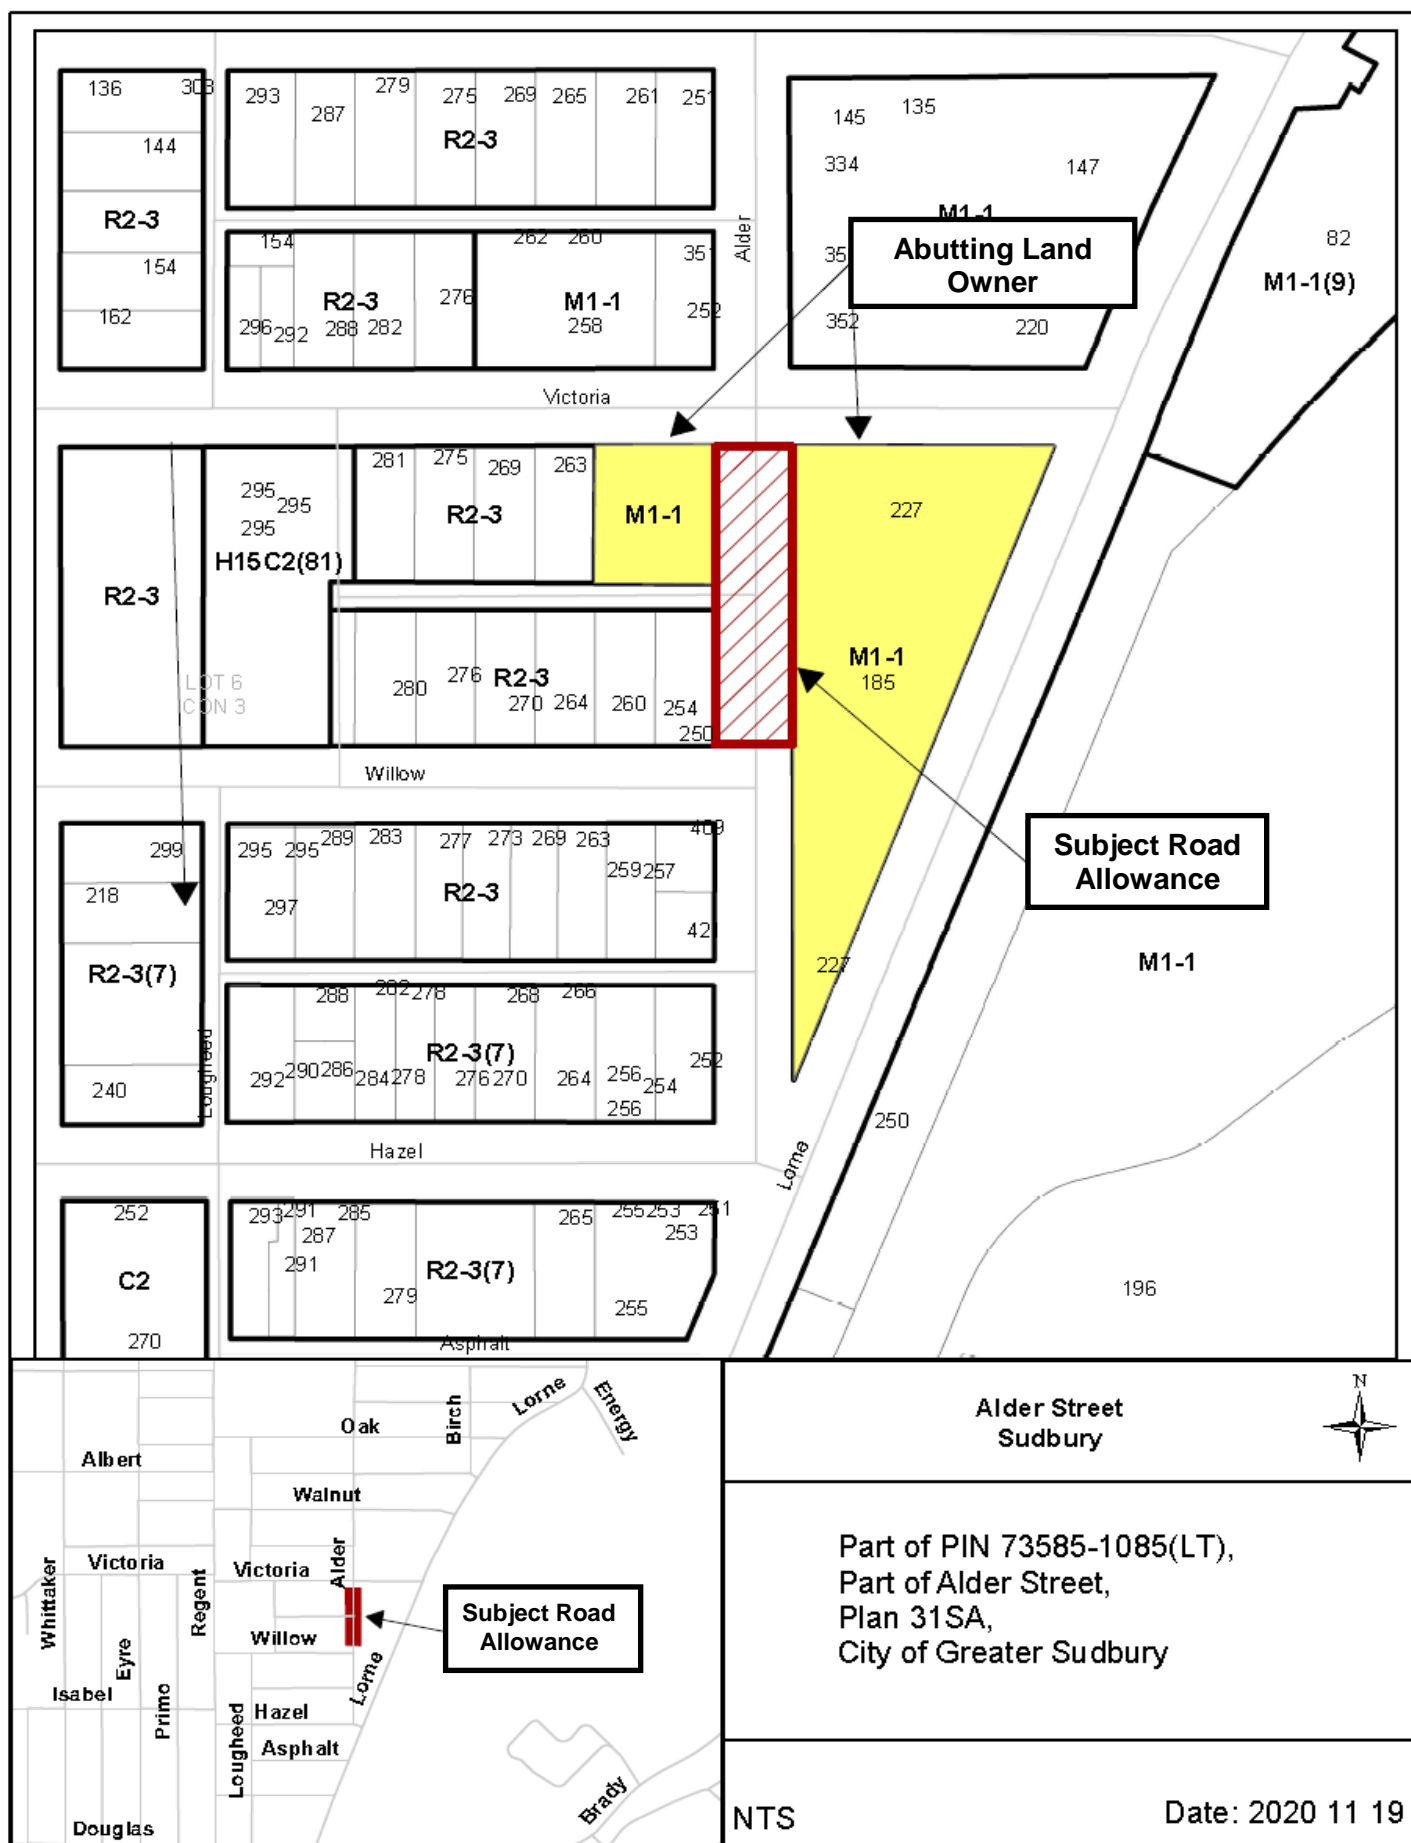 136
303
293
287
279
275
269
265
261
251
145
135
144
R2-3
334
147
R2-3
M1-1
154
262
260
351
Alder
Abutting Land
Owner
82
154
R2-3
276
M1-1
252
M1-1(9)
162
296
292
288
282
258
352
220
Victoria
281
275
269
263
295
295
295
R2-3
M1-1
227
H15C2(81)
R2-3
M1-1
185
LOT 6
CON 3
280
276
R2-3
270
264
260
254
250
Willow
Subject Road
Allowance
299
295
295
289
283
277
273
269
263
469
259
257
218
297
R2-3
421
R2-3(7)
227
M1-1
288
282
278
268
266
R2-3(7)
252
292
290
286
284
278
276
270
264
256
254
256
240
Lougheed
250
Hazel
Lorne
252
293
291
285
265
255
253
251
287
253
291
C2
R2-3(7)
279
255
196
270
Asphalt
Lorne
Energy
Birch
Oak
Albert
Walnut
Victoria
Victoria
Alder
Whittaker
Regent
Eyre
Willow
Subject Road
Allowance
Isabel
Primo
Lorne
Hazel
Lougheed
Asphalt
Brady
Douglas
Alder Street
Sudbury
N
Part of PIN 73585-1085(LT),
Part of Alder Street,
Plan 31SA,
City of Greater Sudbury
NTS
Date: 2020 11 19